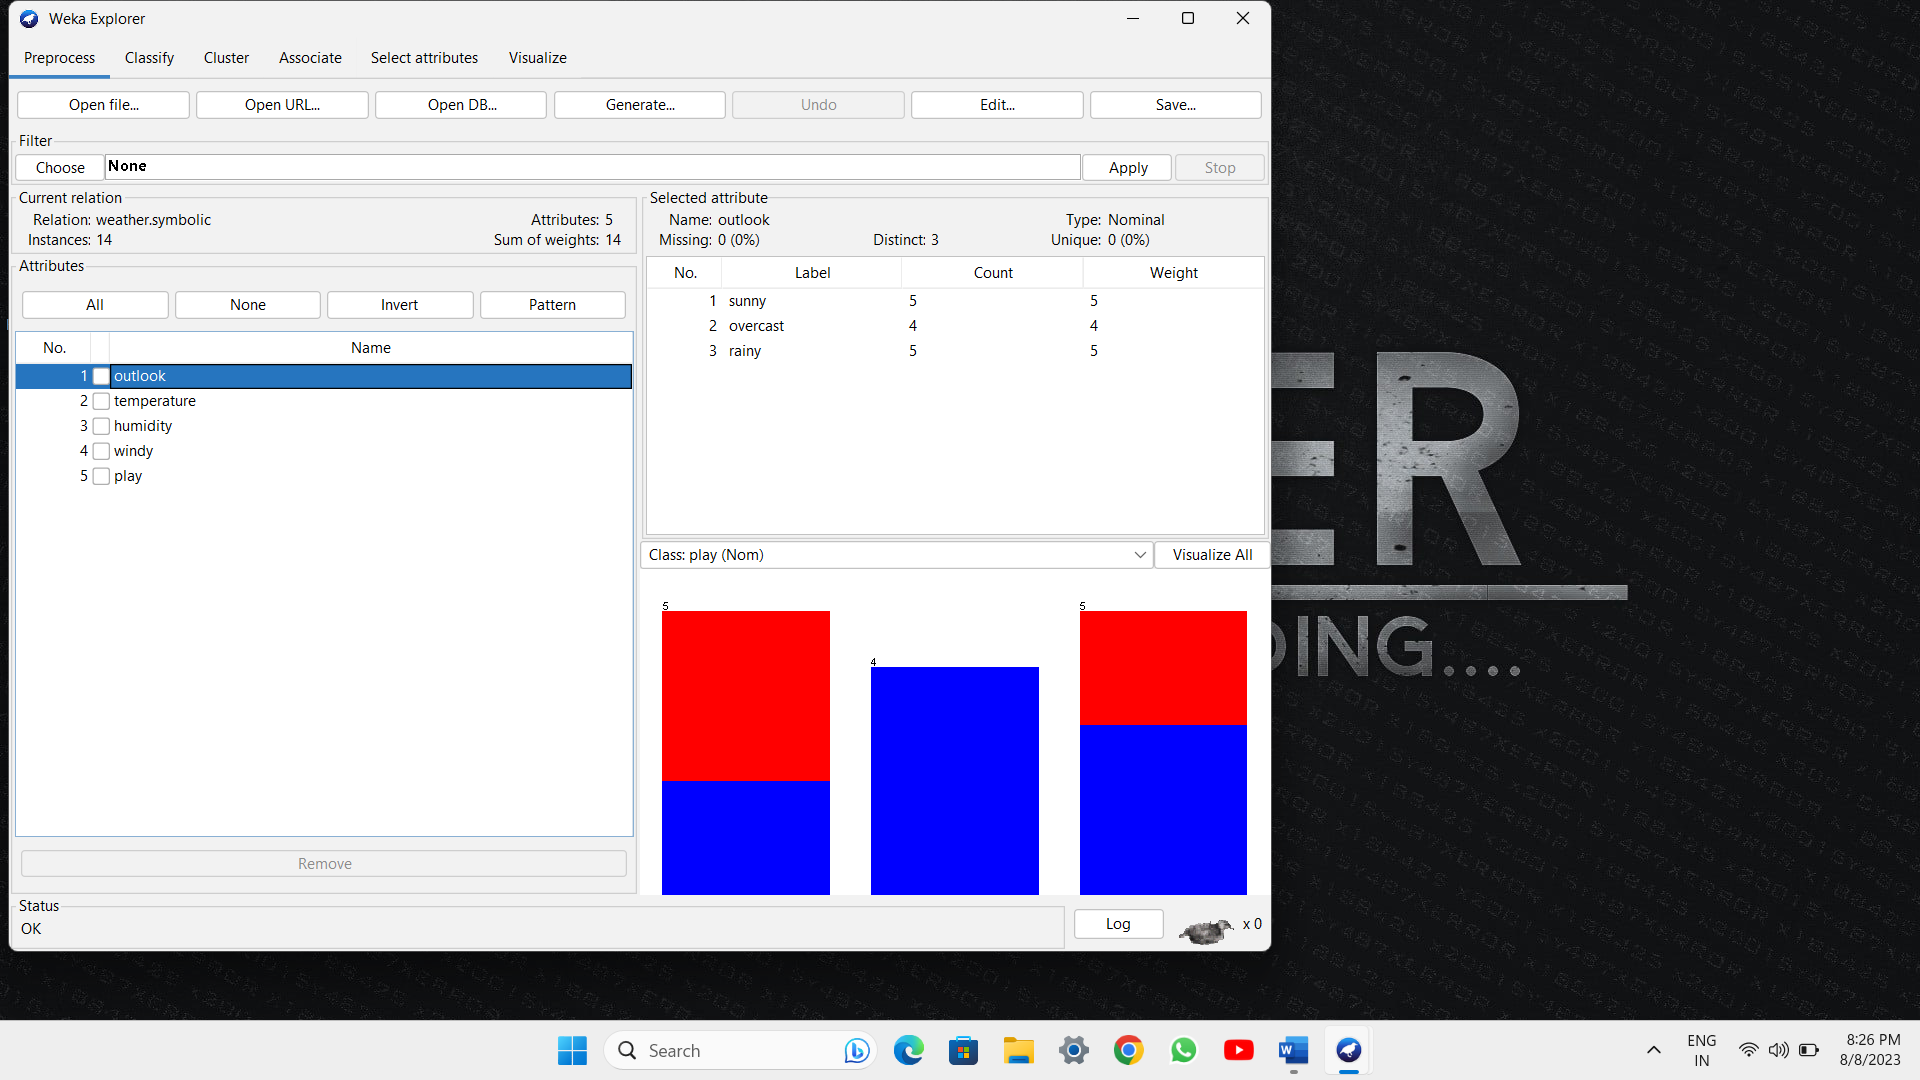 Weka Explorer
Preprocess Classify Cluster Associate Select attributes Visualize
Open file... Open URL... Open DB... Generate... Undo Edit... Save...
Filter
Choose None Apply Stop
Current relation
Relation: weather.symbolic Attributes: 5
Instances: 14 Sum of weights: 14
Attributes
All None Invert Pattern
No. Name
1 outlook
2 temperature
3 humidity
4 windy
5 play
Remove
Selected attribute
Name: outlook Type: Nominal
Missing: 0 (0%) Distinct: 3 Unique: 0 (0%)
No. Label Count Weight
1 sunny 5 5
2 overcast 4 4
3 rainy 5 5
Class: play (Nom) Visualize All
5 4 5
Status
OK
Log x 0
ER
DING....
Search
ENG
IN
8:26 PM
8/8/2023